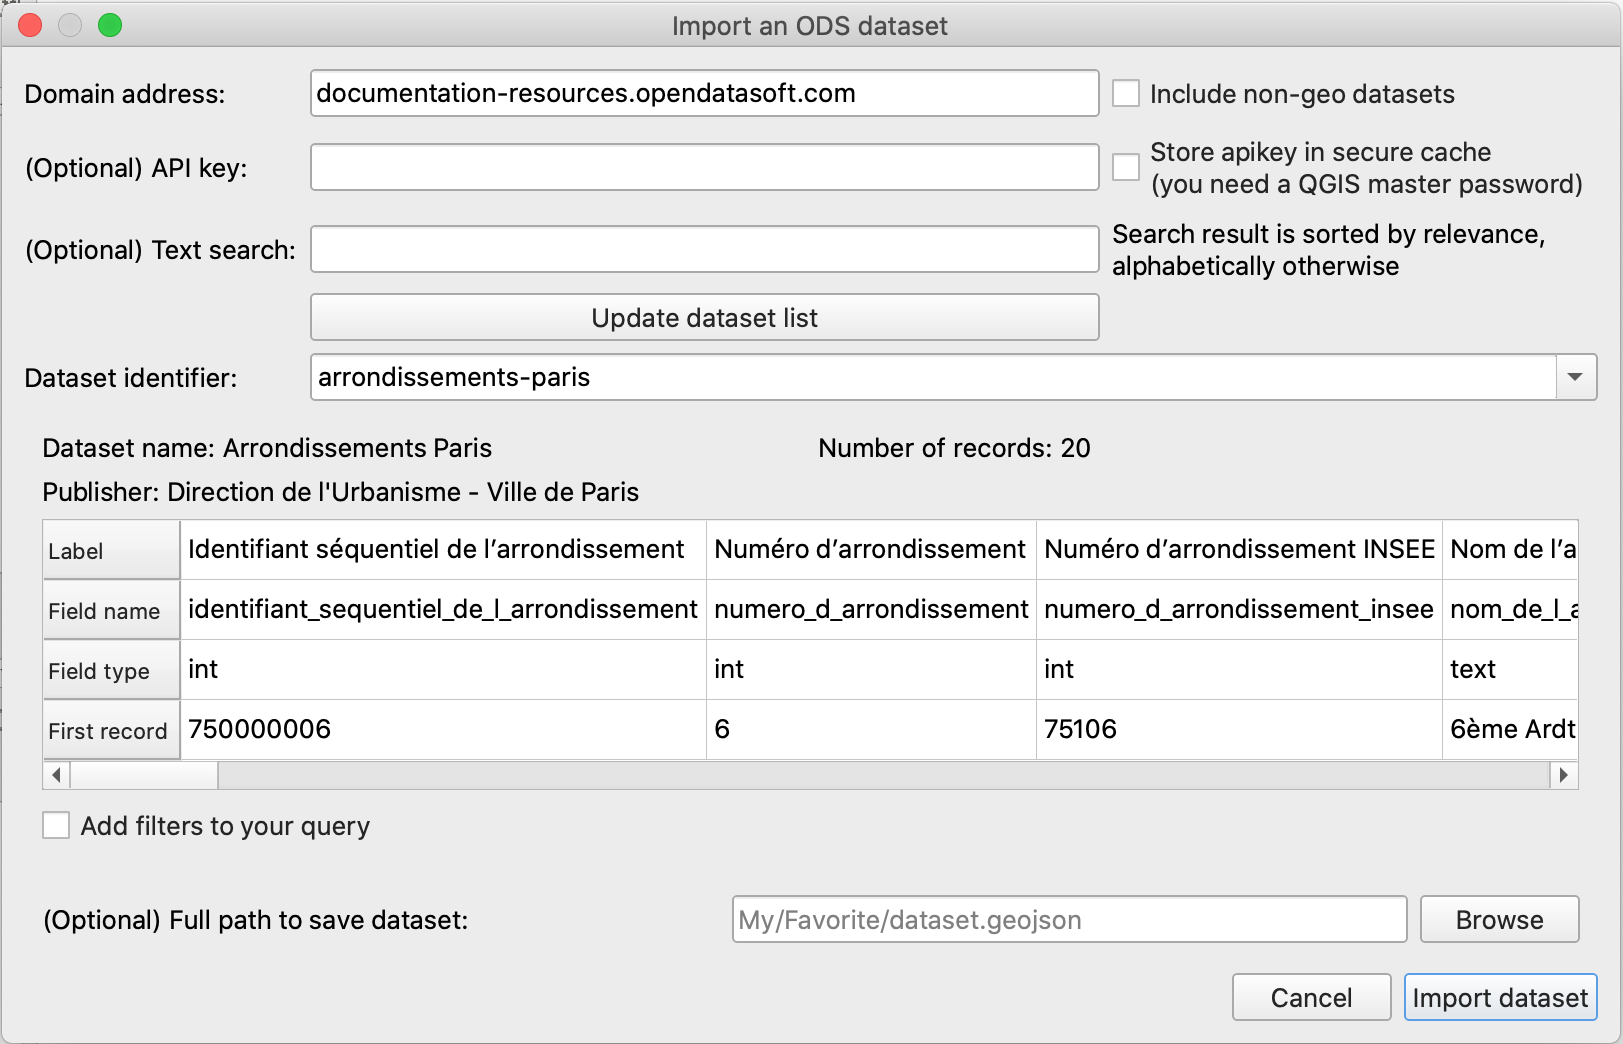 Import an ODS dataset
Domain address: documentation-resources.opendatasoft.com Include non-geo datasets
(Optional) API key: Store apikey in secure cache
(you need a QGIS master password)
(Optional) Text search: Search result is sorted by relevance,
alphabetically otherwise
Update dataset list
Dataset identifier: arrondissements-paris
Dataset name: Arrondissements Paris Number of records: 20
Publisher: Direction de l'Urbanisme - Ville de Paris
Label Identifiant séquentiel de l’arrondissement Numéro d’arrondissement Numéro d’arrondissement INSEE Nom de l’a
Field name identifiant_sequentiel_de_l_arrondissement numero_d_arrondissement numero_d_arrondissement_insee nom_de_l_a
Field type int int int text
First record 750000006 6 75106 6ème Ardt
Add filters to your query
(Optional) Full path to save dataset: My/Favorite/dataset.geojson Browse
Cancel Import dataset